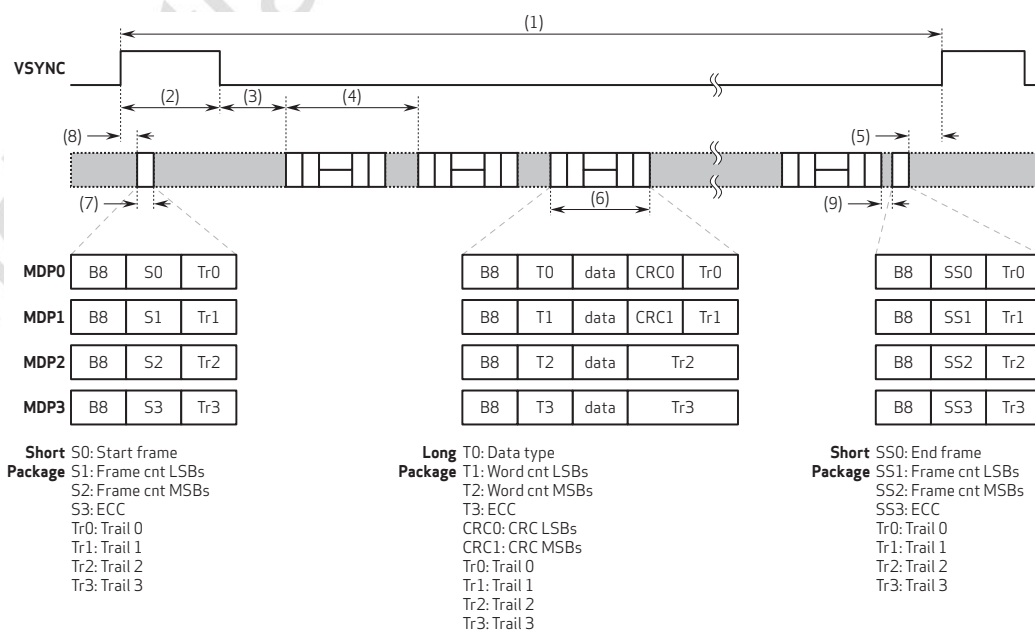 (1)
VSYNC
(2) (3) (4)
(8) (5)
(7) (6) (9)
MDP0 B8 S0 Tr0 B8 T0 data CRC0 Tr0 B8 SS0 Tr0
MDP1 B8 S1 Tr1 B8 T1 data CRC1 Tr1 B8 SS1 Tr1
MDP2 B8 S2 Tr2 B8 T2 data Tr2 B8 SS2 Tr2
MDP3 B8 S3 Tr3 B8 T3 data Tr3 B8 SS3 Tr3
Short Package
S0: Start frame
S1: Frame cnt LSBs
S2: Frame cnt MSBs
S3: ECC
Tr0: Trail 0
Tr1: Trail 1
Tr2: Trail 2
Tr3: Trail 3
Long Package
T0: Data type
T1: Word cnt LSBs
T2: Word cnt MSBs
T3: ECC
CRC0: CRC LSBs
CRC1: CRC MSBs
Tr0: Trail 0
Tr1: Trail 1
Tr2: Trail 2
Tr3: Trail 3
Short Package
SS0: End frame
SS1: Frame cnt LSBs
SS2: Frame cnt MSBs
SS3: ECC
Tr0: Trail 0
Tr1: Trail 1
Tr2: Trail 2
Tr3: Trail 3